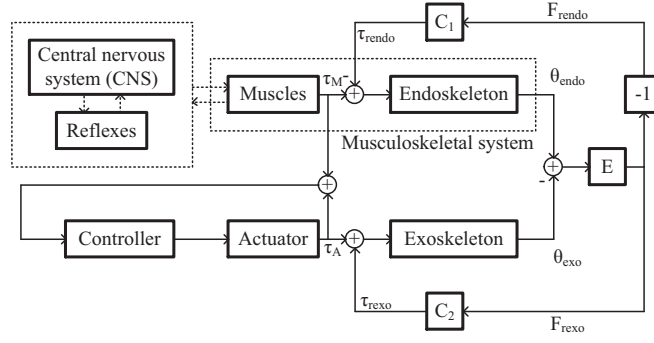 Central nervous
system (CNS)
Reflexes
Muscles
τM-
τrendo
C1
Frendo
Endoskeleton
θendo
-1
Musculoskeletal system
+
+
+
-
E
Controller
Actuator
τA
+
Exoskeleton
θexo
τrexo
C2
Frexo